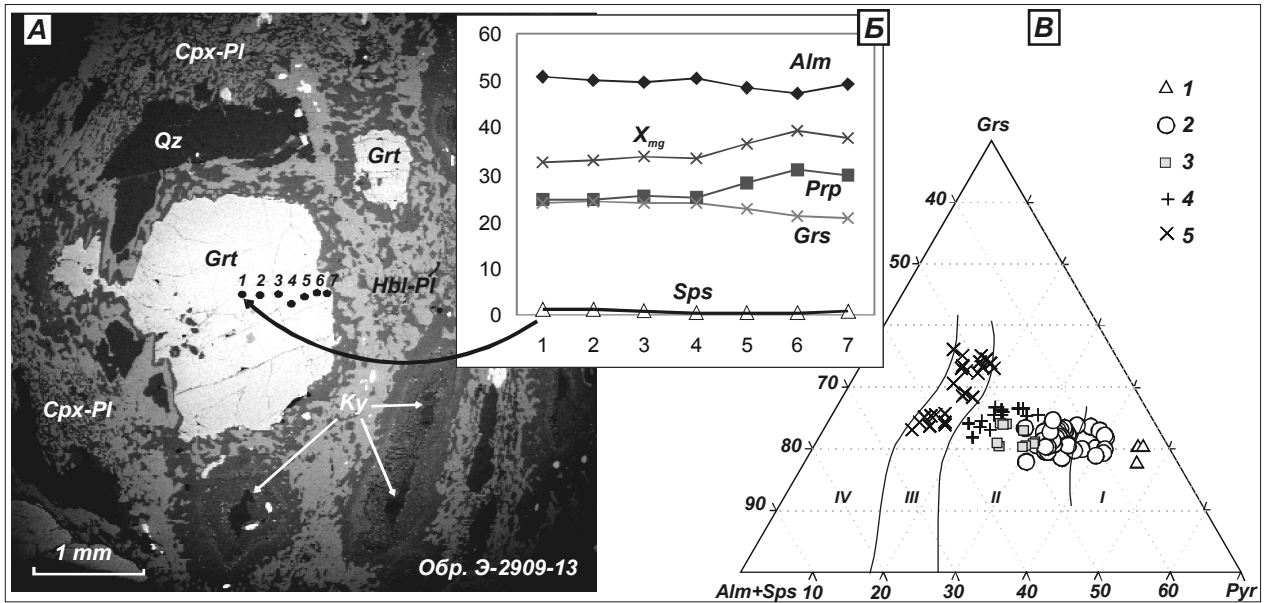 А
Cpx-Pl
Qz
Grt
Grt
1 2 3 4 5 6 7
Hbl-Pl
Cpx-Pl
Ky
1 mm
Обр. Э-2909-13
Б
60
50
40
30
20
10
0
Alm
Xmg
Prp
Grs
Sps
1 2 3 4 5 6 7
В
1
2
3
4
5
Grs
40
50
70
80
90
IV III II I
Alm+Sps 10 20 30 40 50 60 Pyr